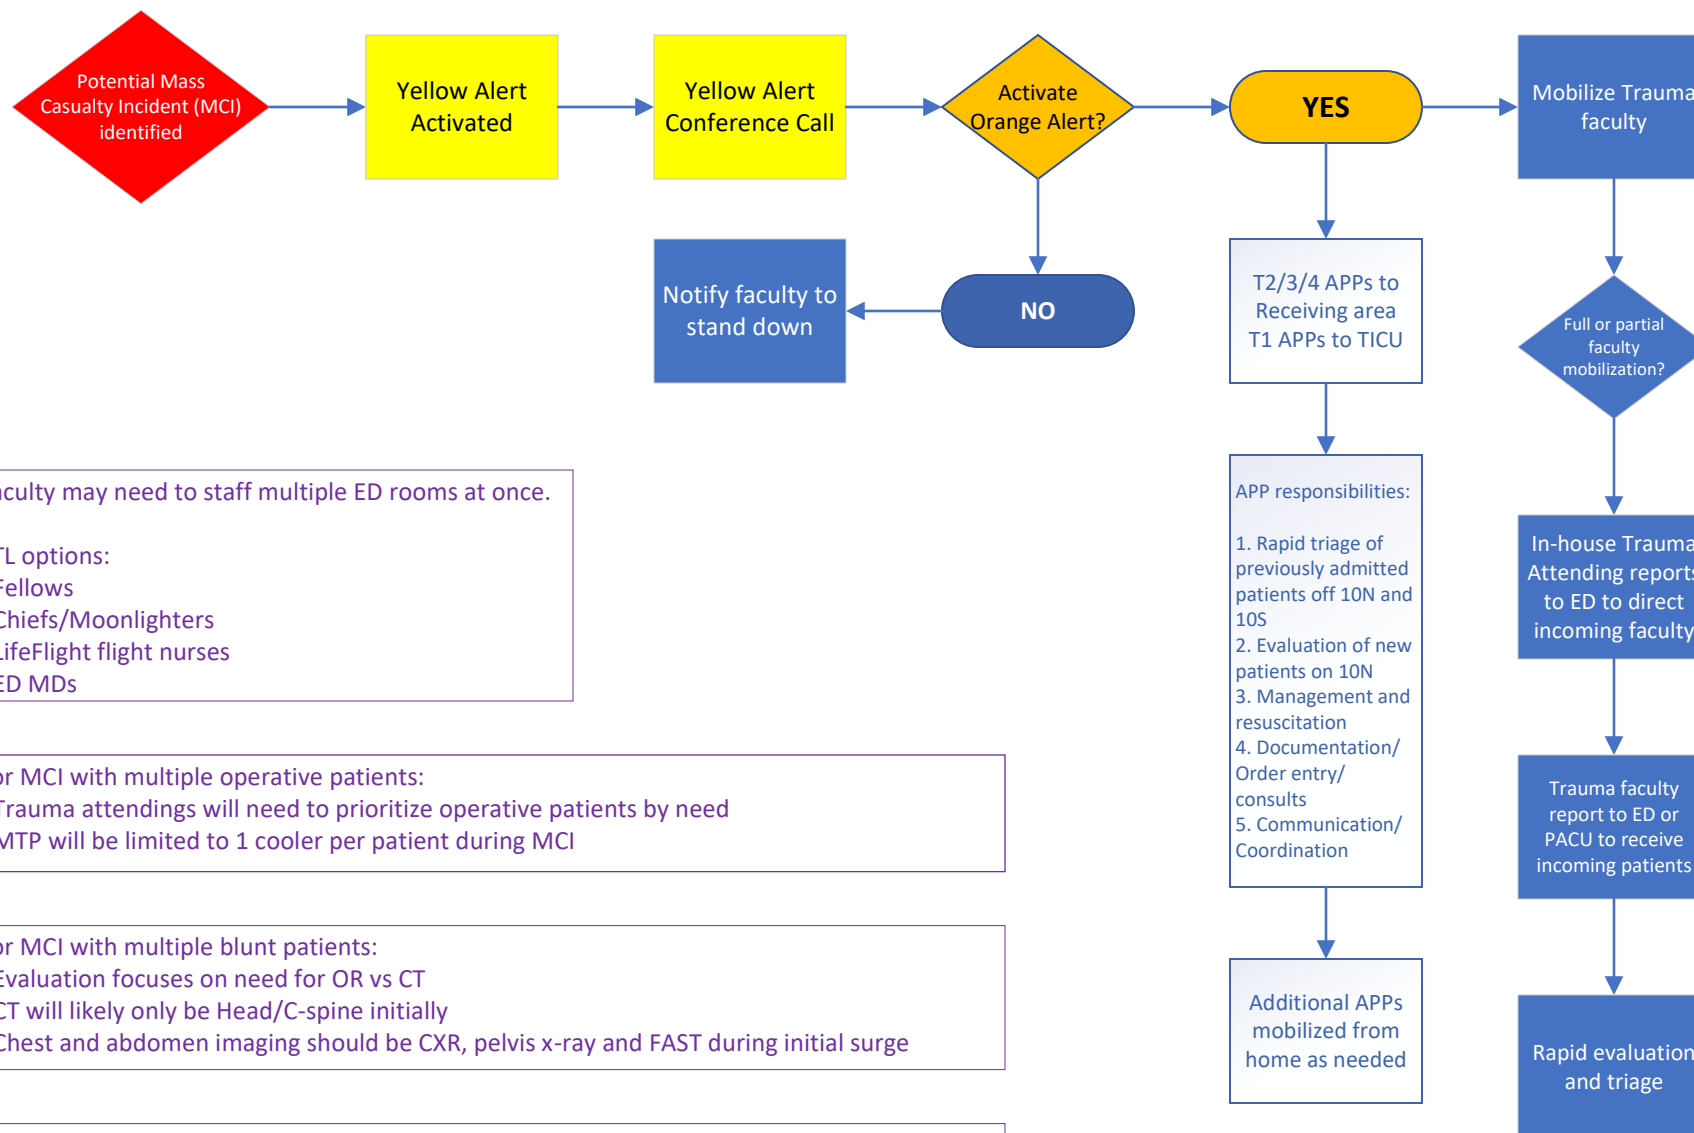 Potential Mass
Casualty Incident (MCI)
identified
Yellow Alert
Activated
Yellow Alert
Conference Call
Activate
Orange Alert?
YES
Mobilize Trauma
faculty
Notify faculty to
stand down
NO
T2/3/4 APPs to
Receiving area
T1 APPs to TICU
Full or partial
faculty
mobilization?
APP responsibilities:
1. Rapid triage of
previously admitted
patients off 10N and
10S
2. Evaluation of new
patients on 10N
3. Management and
resuscitation
4. Documentation/
Order entry/
consults
5. Communication/
Coordination
In-house Trauma
Attending reports
to ED to direct
incoming faculty
Trauma faculty
report to ED or
PACU to receive
incoming patients
Additional APPs
mobilized from
home as needed
Rapid evaluation
and triage
may need to staff multiple ED rooms at once.
options:
Fellows
Chiefs/Moonlighters
LifeFlight flight nurses
ED MDs
MCI with multiple operative patients:
Trauma attendings will need to prioritize operative patients by need
MTP will be limited to 1 cooler per patient during MCI
MCI with multiple blunt patients:
Evaluation focuses on need for OR vs CT
CT will likely only be Head/C-spine initially
Chest and abdomen imaging should be CXR, pelvis x-ray and FAST during initial surge